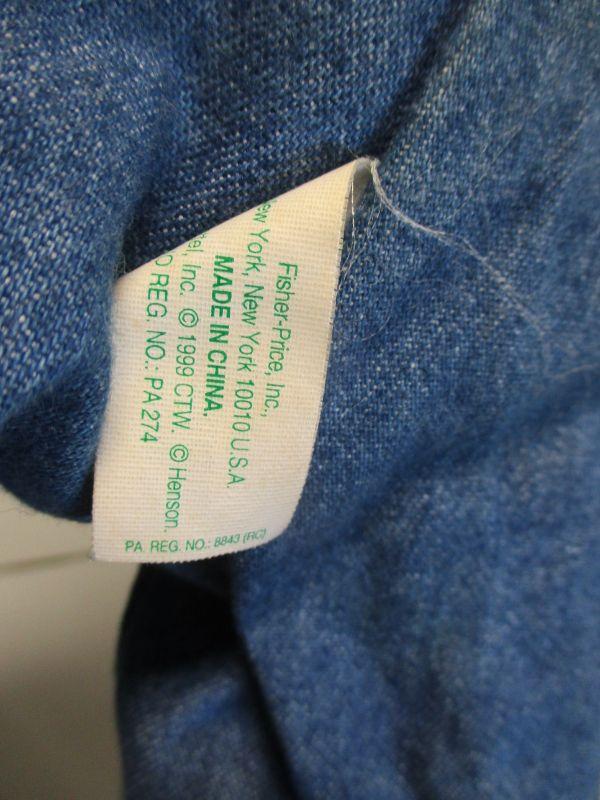 Fisher-Price, Inc.,
ew York, New York 10010 U.S.A.
MADE IN CHINA.
el, Inc. © 1999 CTW. © Henson.
D REG. NO.: PA 274
PA. REG. NO.: 8843 (RC)